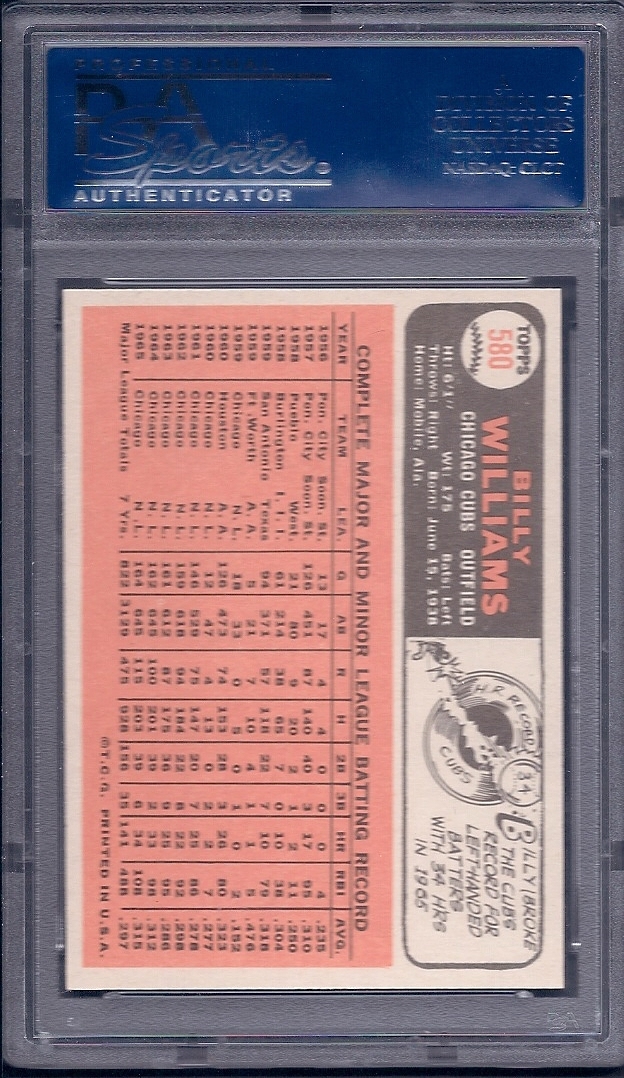 PROFESSIONAL
PSA
Sports
AUTHENTICATOR
A
DIVISION OF
COLLECTORS
UNIVERSE
NASDAQ: CLCT
TOPPS
580
BILLY
WILLIAMS
CHICAGO CUBS OUTFIELD
Ht: 6'1" Wt: 175 Bats: Left
Throws: Right Born: June 15, 1938
Home: Mobile, Ala.
H.R. RECORD
34
CUBS
BILLY BROKE
THE CUBS
RECORD FOR
LEFT-HANDED
BATTERS
WITH 34 HRS
IN 1965
COMPLETE MAJOR AND MINOR LEAGUE BATTING RECORD
YEAR TEAM LEA. G AB R H 2B 3B HR RBI AVG.
1956 Pon. City Soon. St. 13 17 4 4 0 0 0 4 .235
1957 Pon. City Soon. St. 126 451 87 140 40 3 17 95 .310
1958 Pueblo West. 21 80 9 20 2 1 2 11 .250
1958 Burlington I.I.I. 61 214 38 65 7 0 10 38 .304
1959 San Antonio Texas 94 371 57 118 22 7 10 79 .318
1959 Ft. Worth A.A. 5 21 7 10 4 1 1 5 .476
1959 Chicago N.L. 18 33 0 5 0 1 0 2 .152
1960 Houston A.A. 126 473 74 153 28 3 26 80 .323
1960 Chicago N.L. 12 47 4 13 0 2 2 7 .277
1961 Chicago N.L. 146 529 75 147 20 7 25 86 .278
1962 Chicago N.L. 159 618 94 184 22 8 22 92 .298
1963 Chicago N.L. 161 612 87 175 36 9 25 95 .286
1964 Chicago N.L. 162 645 100 201 39 2 33 98 .312
1965 Chicago N.L. 164 645 115 203 39 6 34 108 .315
Major League Totals 7 Yrs. 822 3129 475 928 156 35 141 488 .297
©T.C.G. PRINTED IN U.S.A.